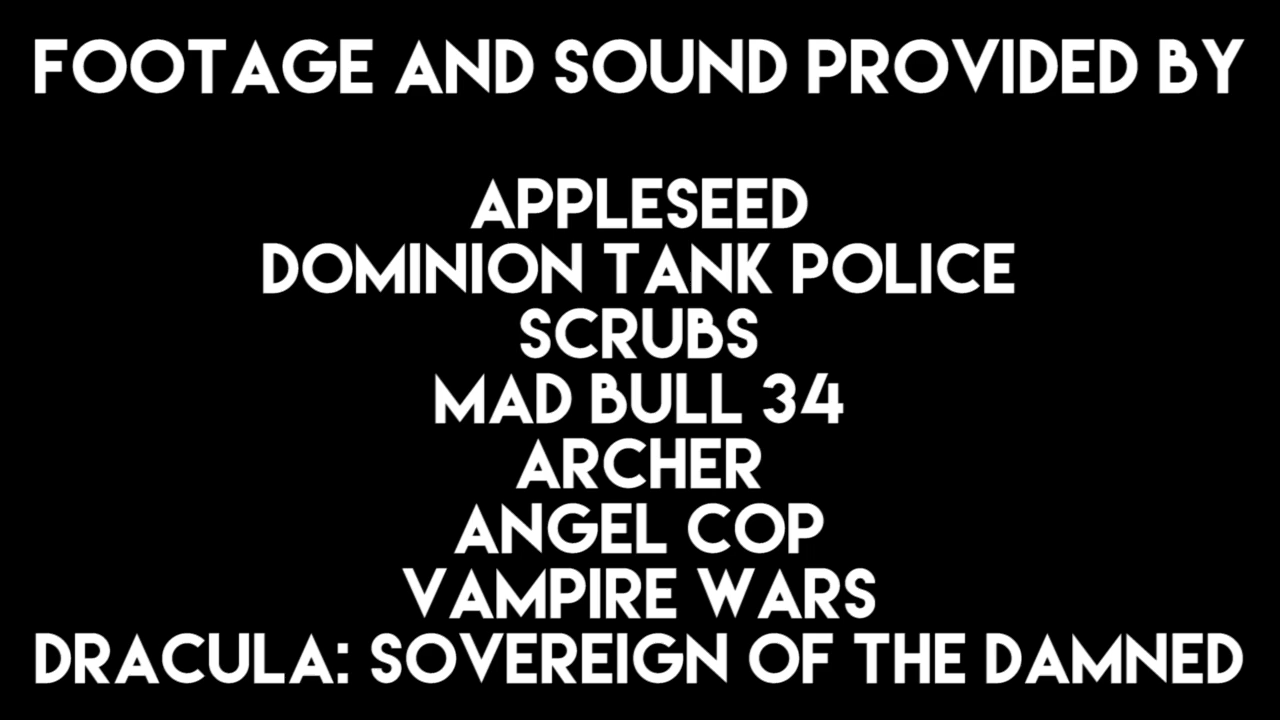 FOOTAGE AND SOUND PROVIDED BY
APPLESEED
DOMINION TANK POLICE
SCRUBS
MAD BULL 34
ARCHER
ANGEL COP
VAMPIRE WARS
DRACULA: SOVEREIGN OF THE DAMNED